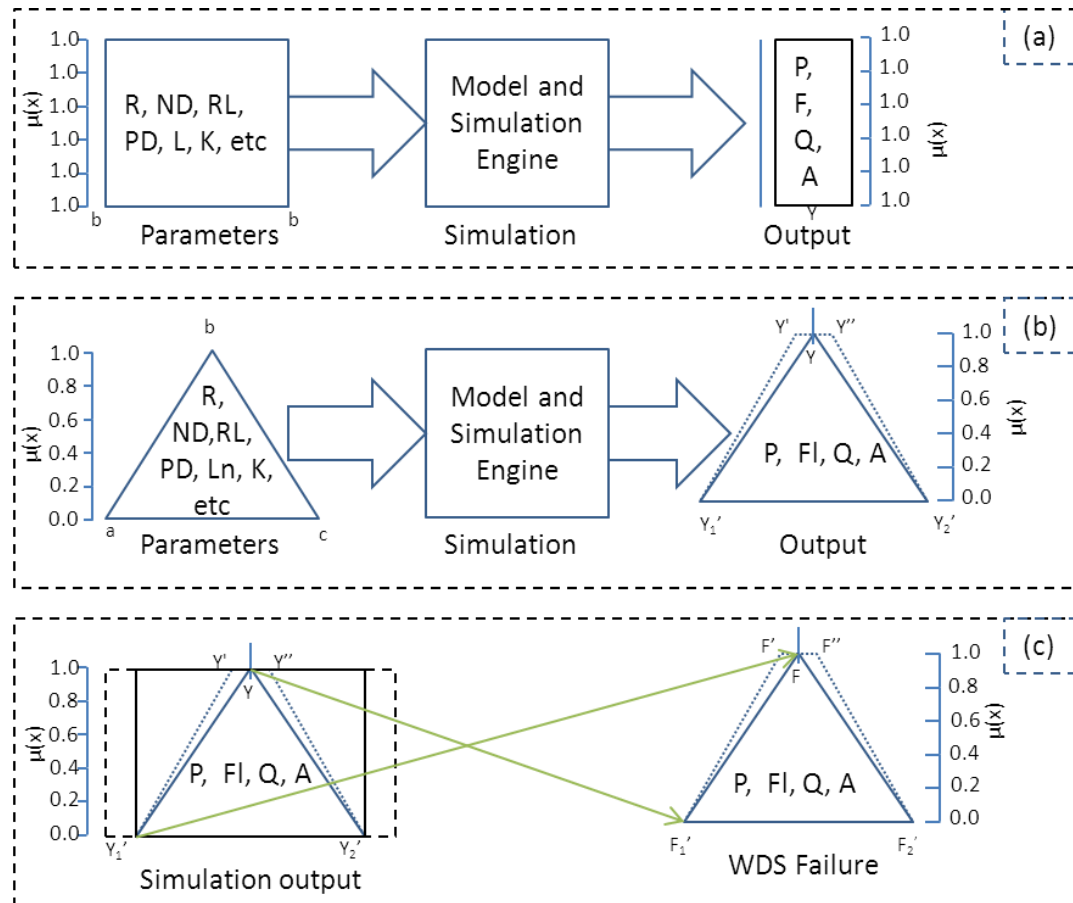 (a)
1.0
1.0
1.0
1.0
1.0
1.0
μ(x)
R, ND, RL,
PD, L, K, etc
b
b
Parameters
Model and
Simulation
Engine
Simulation
P,
F,
Q,
A
Y
Output
1.0
1.0
1.0
1.0
1.0
1.0
μ(x)
(b)
1.0
0.8
0.6
0.4
0.2
0.0
μ(x)
b
R,
ND,RL,
PD, Ln, K,
etc
a
c
Parameters
Model and
Simulation
Engine
Simulation
Y'
Y''
Y
P, Fl, Q, A
Y₁’
Y₂’
Output
1.0
0.8
0.6
0.4
0.2
0.0
μ(x)
(c)
1.0
0.8
0.6
0.4
0.2
0.0
μ(x)
Y'
Y''
Y
P, Fl, Q, A
Y₁’
Y₂’
Simulation output
F'
F''
F
P, Fl, Q, A
F₁’
F₂’
WDS Failure
1.0
0.8
0.6
0.4
0.2
0.0
μ(x)